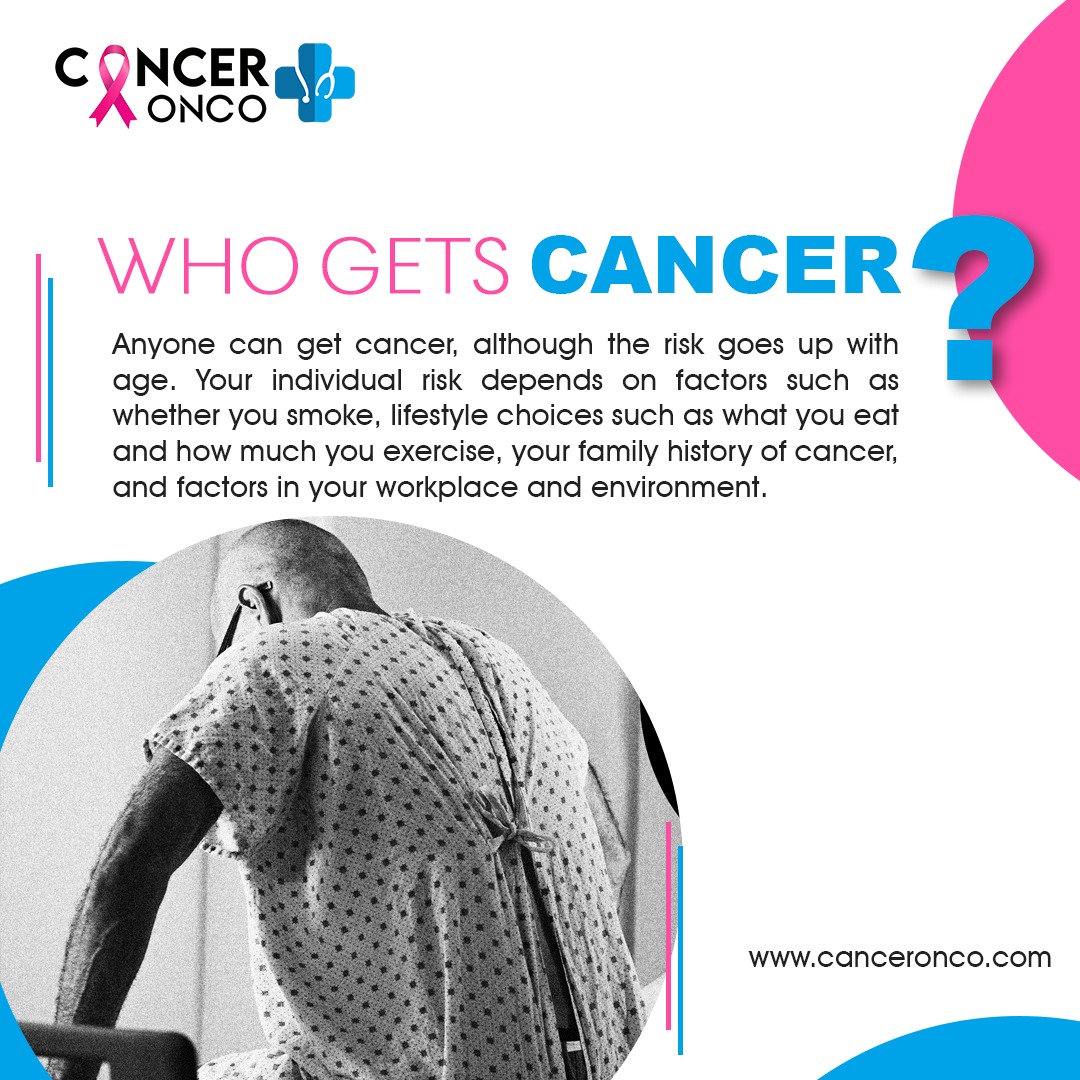 CANCER
ONCO
WHO GETS CANCER?
Anyone can get cancer, although the risk goes up with
age. Your individual risk depends on factors such as
whether you smoke, lifestyle choices such as what you eat
and how much you exercise, your family history of cancer,
and factors in your workplace and environment.
www.canceronco.com